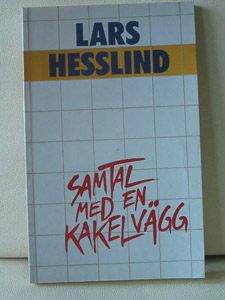 LARS
HESSLIND
SAMTAL
MED EN
KAKELVÄGG